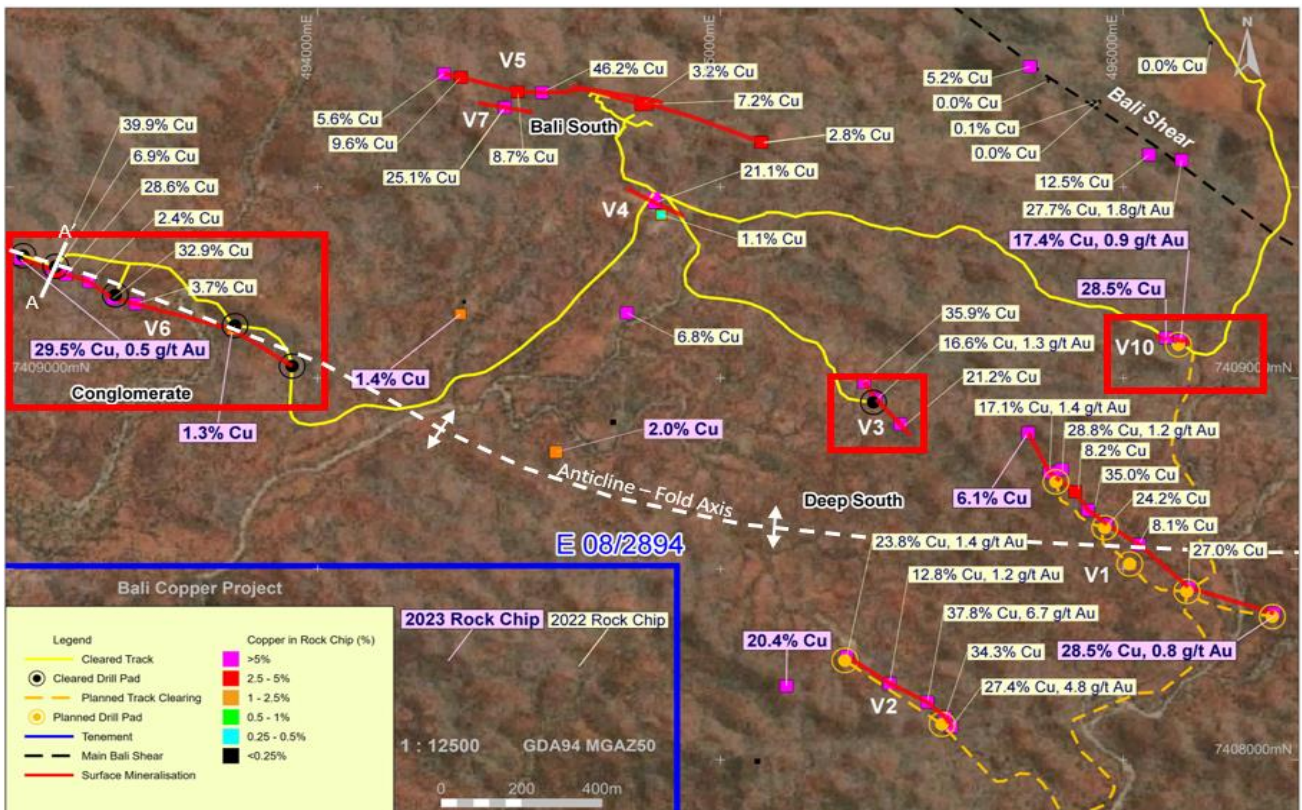 494000mE
496000mE
N
V5
46.2% Cu
3.2% Cu
5.2% Cu
0.0% Cu
0.0% Cu
7.2% Cu
Bali Shear
39.9% Cu
5.6% Cu
V7
Bali South
0.1% Cu
6.9% Cu
9.6% Cu
8.7% Cu
2.8% Cu
0.0% Cu
28.6% Cu
25.1% Cu
12.5% Cu
2.4% Cu
21.1% Cu
27.7% Cu, 1.8g/t Au
V4
A'
32.9% Cu
1.1% Cu
17.4% Cu, 0.9 g/t Au
3.7% Cu
28.5% Cu
A
V6
35.9% Cu
6.8% Cu
V10
29.5% Cu, 0.5 g/t Au
16.6% Cu, 1.3 g/t Au
7409000mN
1.4% Cu
21.2% Cu
7409000mN
Conglomerate
17.1% Cu, 1.4 g/t Au
1.3% Cu
2.0% Cu
V3
28.8% Cu, 1.2 g/t Au
8.2% Cu
Anticline – Fold Axis
35.0% Cu
Deep South
6.1% Cu
24.2% Cu
8.1% Cu
E 08/2894
23.8% Cu, 1.4 g/t Au
27.0% Cu
V1
12.8% Cu, 1.2 g/t Au
Bali Copper Project
37.8% Cu, 6.7 g/t Au
2023 Rock Chip
2022 Rock Chip
20.4% Cu
34.3% Cu
28.5% Cu, 0.8 g/t Au
27.4% Cu, 4.8 g/t Au
V2
Legend
Copper in Rock Chip (%)
Cleared Track
>5%
Cleared Drill Pad
2.5 - 5%
Planned Track Clearing
1 - 2.5%
Planned Drill Pad
0.5 - 1%
Tenement
0.25 - 0.5%
Main Bali Shear
<0.25%
Surface Mineralisation
1 : 12500
GDA94 MGAZ50
7408000mN
0
200
400m